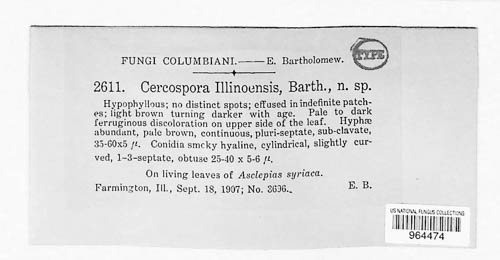 FUNGI COLUMBIANI.——E. Bartholomew.
TYPE
2611. Cercospora Illinoensis, Barth., n. sp.
Hypophyllous; no distinct spots; effused in indefinite patch-
es; light brown turning darker with age. Pale to dark
ferruginous discoloration on upper side of the leaf. Hyphæ
abundant, pale brown, continuous, pluri-septate, sub-clavate,
35-60x5 μ. Conidia smcky hyaline, cylindrical, slightly cur-
ved, 1-3-septate, obtuse 25-40 x 5-6 μ.
On living leaves of Asclepias syriaca.
Farmington, Ill., Sept. 18, 1907; No. 3636. E. B.
US NATIONAL FUNGUS COLLECTIONS
964474